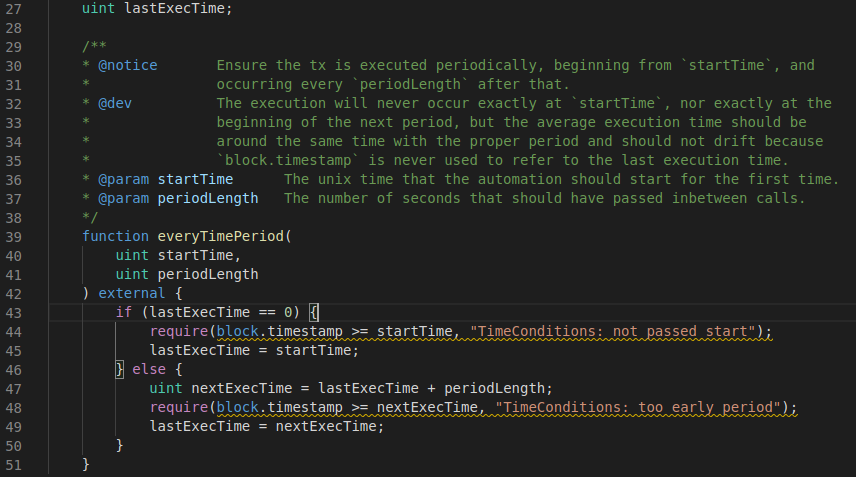 27 uint lastExecTime;
28
29 /**
30 * @notice Ensure the tx is executed periodically, beginning from `startTime`, and
31 * occurring every `periodLength` after that.
32 * @dev The execution will never occur exactly at `startTime`, nor exactly at the
33 * beginning of the next period, but the average execution time should be
34 * around the same time with the proper period and should not drift because
35 * `block.timestamp` is never used to refer to the last execution time.
36 * @param startTime The unix time that the automation should start for the first time.
37 * @param periodLength The number of seconds that should have passed inbetween calls.
38 */
39 function everyTimePeriod(
40 uint startTime,
41 uint periodLength
42 ) external {
43 if (lastExecTime == 0) {
44 require(block.timestamp >= startTime, "TimeConditions: not passed start");
45 lastExecTime = startTime;
46 } else {
47 uint nextExecTime = lastExecTime + periodLength;
48 require(block.timestamp >= nextExecTime, "TimeConditions: too early period");
49 lastExecTime = nextExecTime;
50 }
51 }